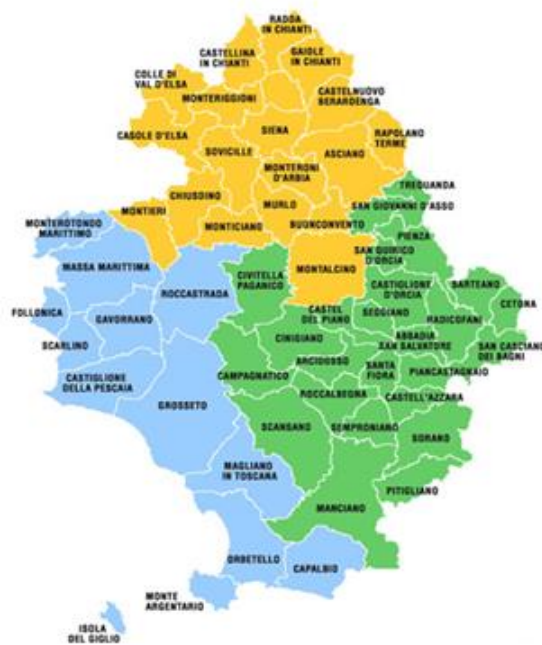 RADDA
IN CHIANTI
CASTELLINA
IN CHIANTI
GAIOLE
IN CHIANTI
COLLE DI
VAL D'ELSA
MONTERIGGIONI
CASTELNUOVO
BERARDENGA
SIENA
CASOLE D'ELSA
RAPOLANO
TERME
SOVICILLE
ASCIANO
MONTERONI
D'ARBIA
TREQUANDA
CHIUSDINO
MURLO
SAN GIOVANNI D'ASSO
MONTIERI
MONTEROTONDO
MARITTIMO
MONTICIANO
BUONCONVENTO
PIENZA
SAN QUIRICO
D'ORCIA
MASSA MARITTIMA
CIVITELLA
PAGANICO
MONTALCINO
ROCCASTRADA
CASTIGLIONE
D'ORCIA
SARTEANO
CETONA
FOLLONICA
GAVORRANO
CASTEL
DEL PIANO
SEGGIANO
RADICOFANI
SCARLINO
CINIGIANO
ABBADIA
SAN SALVATORE
SAN CASCIANO
DEI BAGNI
ARCIDOSSO
SANTA
FIORA
PIANCASTAGNAIO
CASTIGLIONE
DELLA PESCAIA
CAMPAGNATICO
ROCCALBEGNA
CASTELL'AZZARA
GROSSETO
SCANSANO
SEMPRONIANO
SORANO
MAGLIANO
IN TOSCANA
PITIGLIANO
MANCIANO
ORBETELLO
CAPALBIO
MONTE
ARGENTARIO
ISOLA
DEL GIGLIO